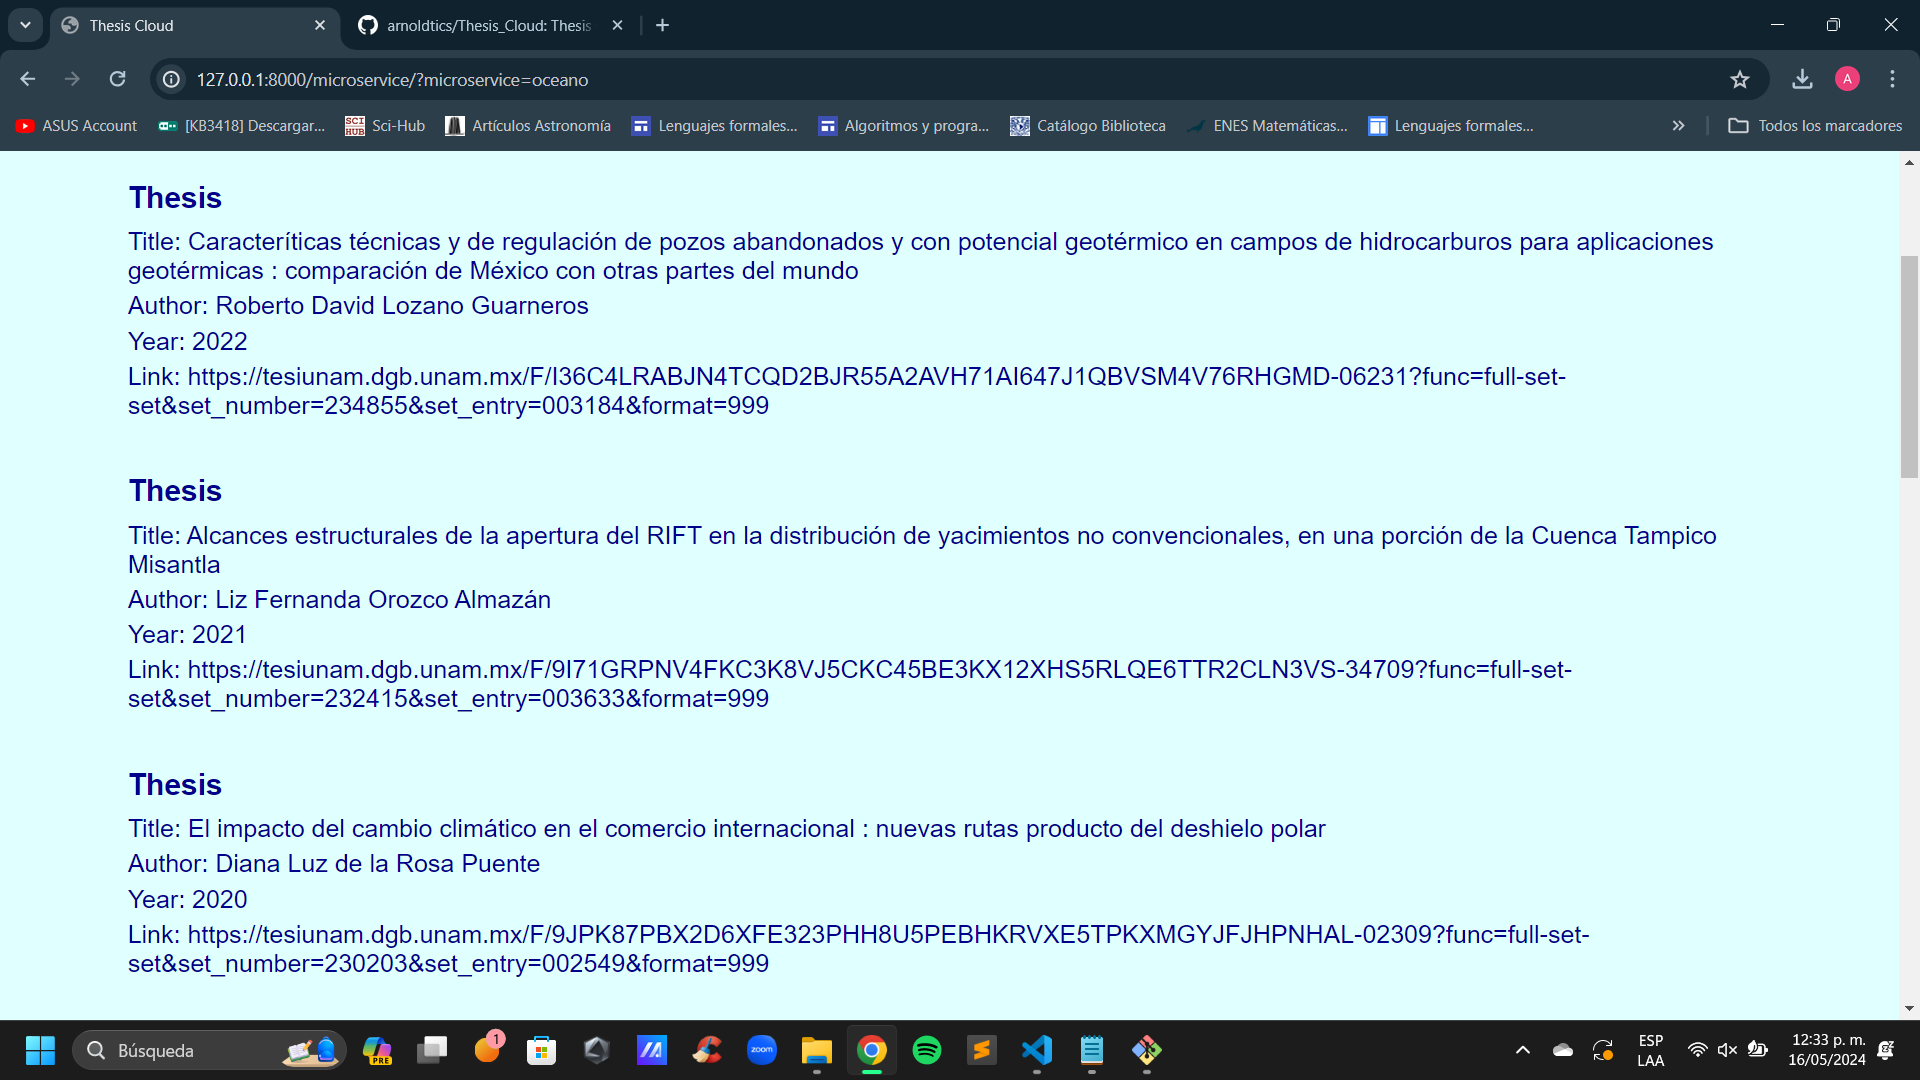 Thesis Cloud
arnoldtics/Thesis_Cloud: Thesis
127.0.0.1:8000/microservice/?microservice=oceano
A
ASUS Account
[KB3418] Descargar...
SCI HUB
Sci-Hub
Artículos Astronomía
Lenguajes formales...
Algoritmos y progra...
Catálogo Biblioteca
ENES Matemáticas...
Lenguajes formales...
Todos los marcadores
Thesis
Title: Caracteríticas técnicas y de regulación de pozos abandonados y con potencial geotérmico en campos de hidrocarburos para aplicaciones
geotérmicas : comparación de México con otras partes del mundo
Author: Roberto David Lozano Guarneros
Year: 2022
Link: https://tesiunam.dgb.unam.mx/F/I36C4LRABJN4TCQD2BJR55A2AVH71AI647J1QBVSM4V76RHGMD-06231?func=full-set-
set&set_number=234855&set_entry=003184&format=999
Thesis
Title: Alcances estructurales de la apertura del RIFT en la distribución de yacimientos no convencionales, en una porción de la Cuenca Tampico
Misantla
Author: Liz Fernanda Orozco Almazán
Year: 2021
Link: https://tesiunam.dgb.unam.mx/F/9I71GRPNV4FKC3K8VJ5CKC45BE3KX12XHS5RLQE6TTR2CLN3VS-34709?func=full-set-
set&set_number=232415&set_entry=003633&format=999
Thesis
Title: El impacto del cambio climático en el comercio internacional : nuevas rutas producto del deshielo polar
Author: Diana Luz de la Rosa Puente
Year: 2020
Link: https://tesiunam.dgb.unam.mx/F/9JPK87PBX2D6XFE323PHH8U5PEBHKRVXE5TPKXMGYJFJHPNHAL-02309?func=full-set-
set&set_number=230203&set_entry=002549&format=999
Búsqueda
PRE
1
zoom
ESP
LAA
12:33 p. m.
16/05/2024